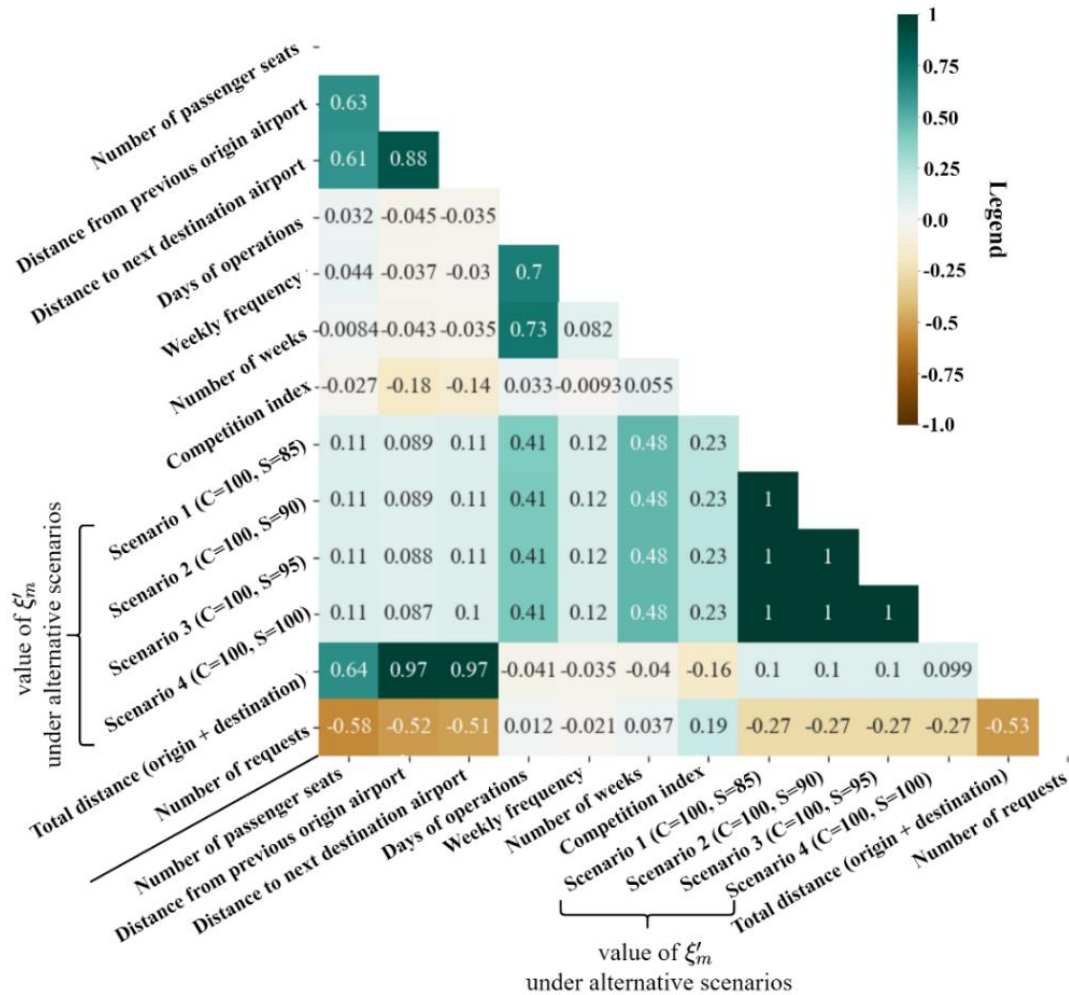 Number of passenger seats
Distance from previous origin airport
0.63
Distance to next destination airport
0.61 0.88
Days of operations
0.032 -0.045 -0.035
Weekly frequency
0.044 -0.037 -0.03 0.7
Number of weeks
-0.0084 -0.043 -0.035 0.73 0.082
Competition index
-0.027 -0.18 -0.14 0.033 -0.0093 0.055
Scenario 1 (C=100, S=85)
0.11 0.089 0.11 0.41 0.12 0.48 0.23
Scenario 2 (C=100, S=90)
0.11 0.089 0.11 0.41 0.12 0.48 0.23 1
Scenario 3 (C=100, S=95)
0.11 0.088 0.11 0.41 0.12 0.48 0.23 1 1
Scenario 4 (C=100, S=100)
0.11 0.087 0.1 0.41 0.12 0.48 0.23 1 1 1
Total distance (origin + destination)
0.64 0.97 0.97 -0.041 -0.035 -0.04 -0.16 0.1 0.1 0.1 0.099
Number of requests
-0.58 -0.52 -0.51 0.012 -0.021 0.037 0.19 -0.27 -0.27 -0.27 -0.27 -0.53
value of ξ′m
under alternative scenarios
Number of passenger seats
Distance from previous origin airport
Distance to next destination airport
Days of operations
Weekly frequency
Number of weeks
Competition index
Scenario 1 (C=100, S=85)
Scenario 2 (C=100, S=90)
Scenario 3 (C=100, S=95)
Scenario 4 (C=100, S=100)
Total distance (origin + destination)
Number of requests
value of ξ′m
under alternative scenarios
1
0.75
0.50
0.25
0.0
-0.25
-0.5
-0.75
-1.0
Legend